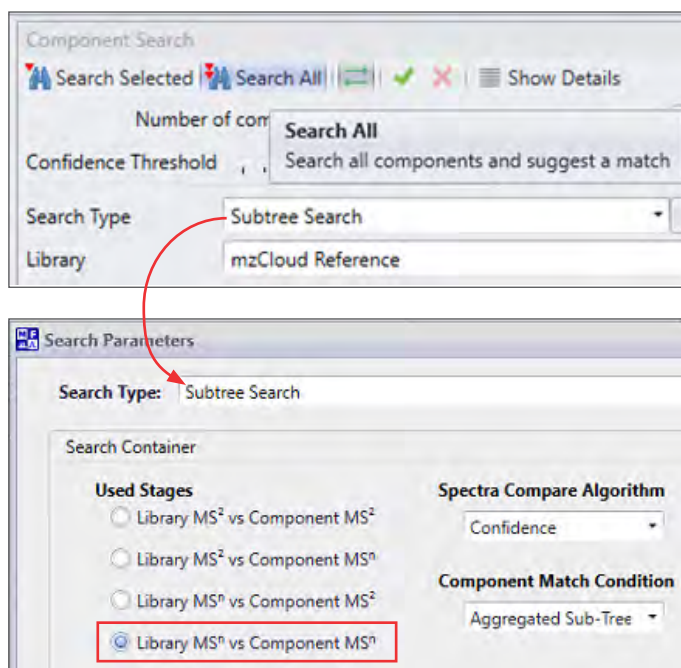 Component Search
Search Selected Search All Show Details
Number of com
Search All
Search all components and suggest a match
Confidence Threshold
Search Type Subtree Search
Library mzCloud Reference
Search Parameters
Search Type: Subtree Search
Search Container
Used Stages
Library MS² vs Component MS²
Library MS² vs Component MSⁿ
Library MSⁿ vs Component MS²
Library MSⁿ vs Component MSⁿ
Spectra Compare Algorithm
Confidence
Component Match Condition
Aggregated Sub-Tree